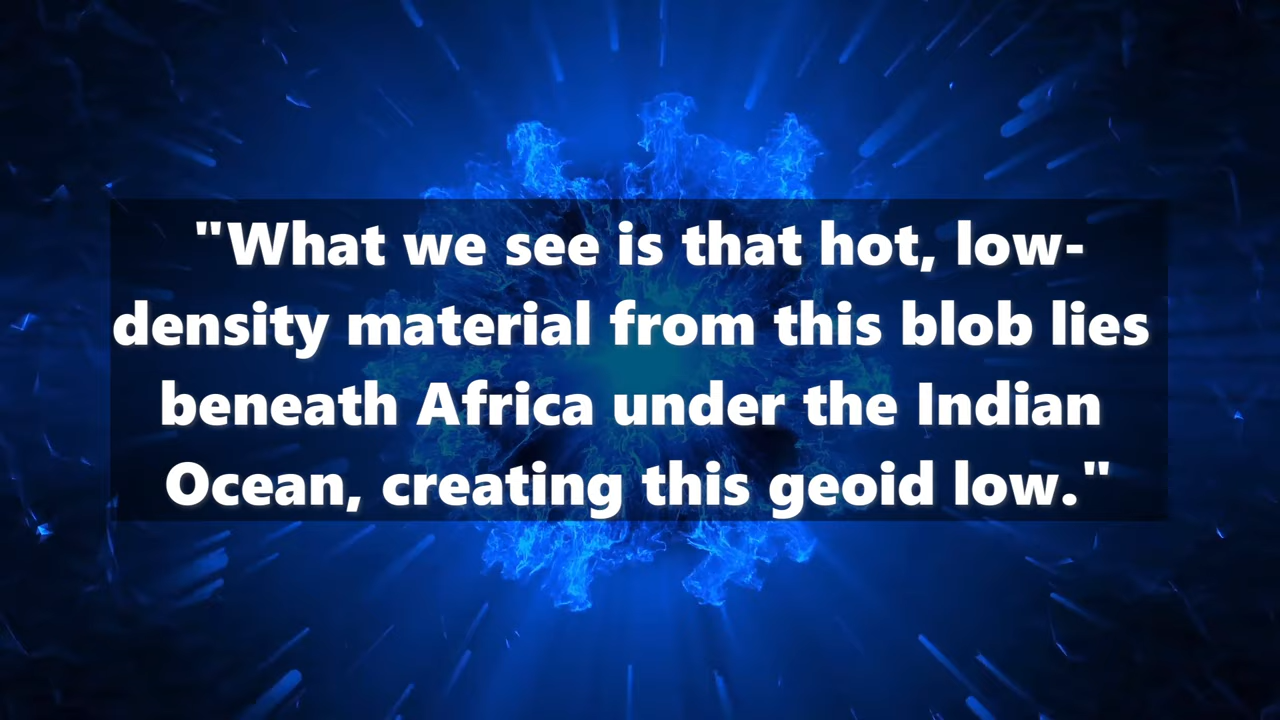 "What we see is that hot, low-
density material from this blob lies
beneath Africa under the Indian
Ocean, creating this geoid low."